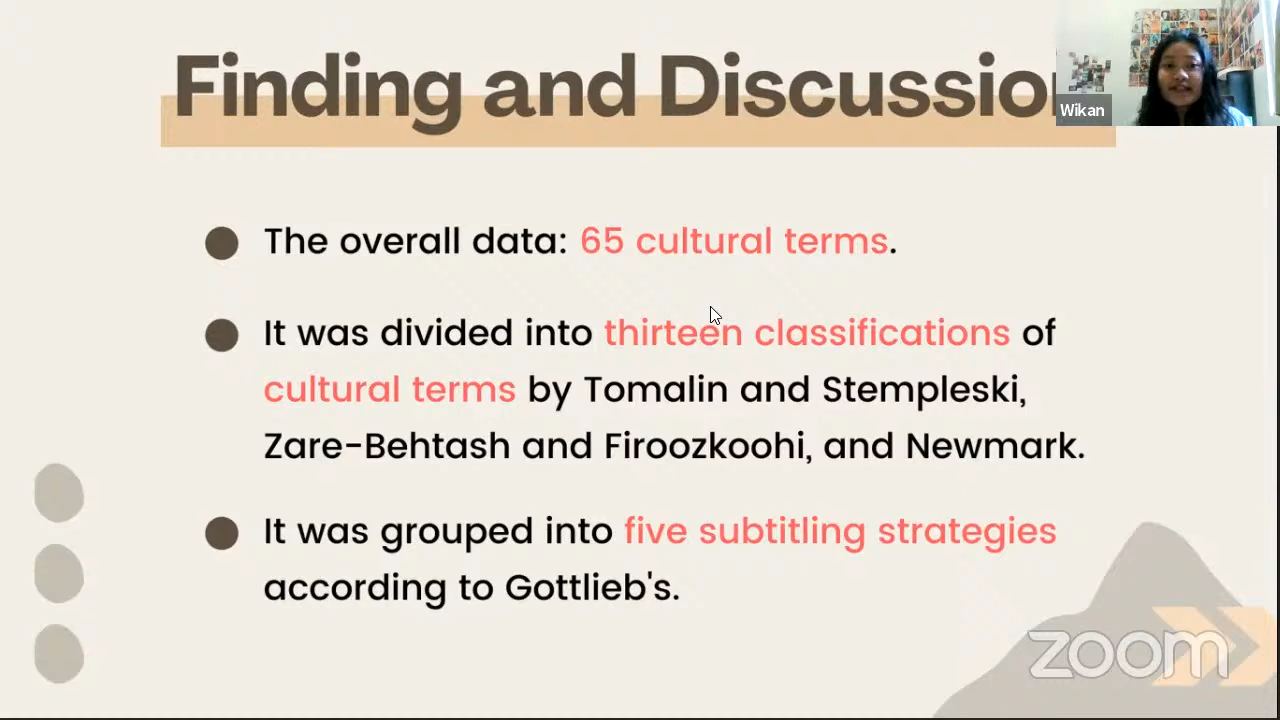 Finding and Discussion
Wikan
The overall data: 65 cultural terms.
It was divided into thirteen classifications of
cultural terms by Tomalin and Stempleski,
Zare-Behtash and Firoozkoohi, and Newmark.
It was grouped into five subtitling strategies
according to Gottlieb's.
zoom